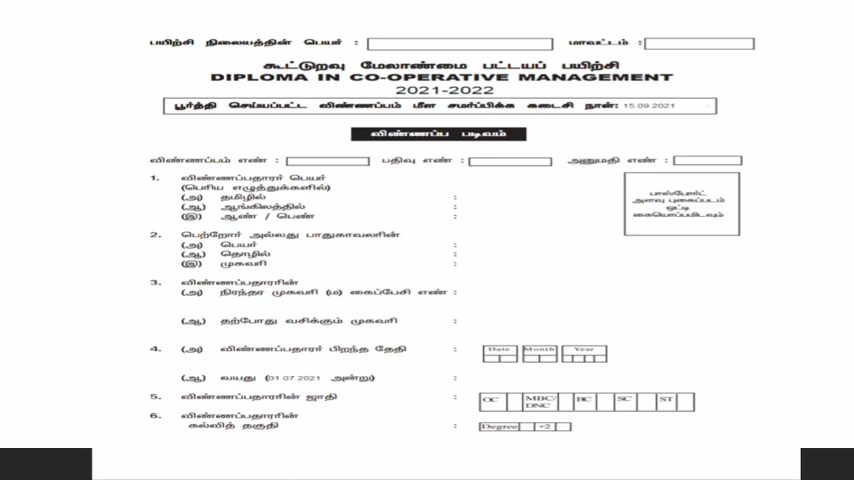 பயிற்சி நிலையத்தின் பெயர் : மாவட்டம் :
கூட்டுறவு மேலாண்மை பட்டயப் பயிற்சி
DIPLOMA IN CO-OPERATIVE MANAGEMENT
2021-2022
பூர்த்தி செய்யப்பட்ட விண்ணப்பம் மீள சமர்ப்பிக்க கடைசி நாள்: 15.09.2021
விண்ணப்ப படிவம்
விண்ணப்பம் எண் : பதிவு எண் : அனுமதி எண் :
1. விண்ணப்பதாரர் பெயர்
(பெரிய எழுத்துக்களில்)
(அ) தமிழில் :
(ஆ) ஆங்கிலத்தில் :
(இ) ஆண் / பெண் :
பாஸ்போர்ட்
அளவு புகைப்படம்
ஒட்டி
கையொப்பமிடவும்
2. பெற்றோர் அல்லது பாதுகாவலரின்
(அ) பெயர் :
(ஆ) தொழில் :
(இ) முகவரி :
3. விண்ணப்பதாரரின்
(அ) நிரந்தர முகவரி (ம) கைப்பேசி எண் :
(ஆ) தற்போது வசிக்கும் முகவரி :
4. (அ) விண்ணப்பதாரர் பிறந்த தேதி : Date Month Year
(ஆ) வயது (01.07.2021 அன்று) :
5. விண்ணப்பதாரரின் ஜாதி : OC MBC/DNC BC SC ST
6. விண்ணப்பதாரரின்
கல்வித் தகுதி : Degree +2